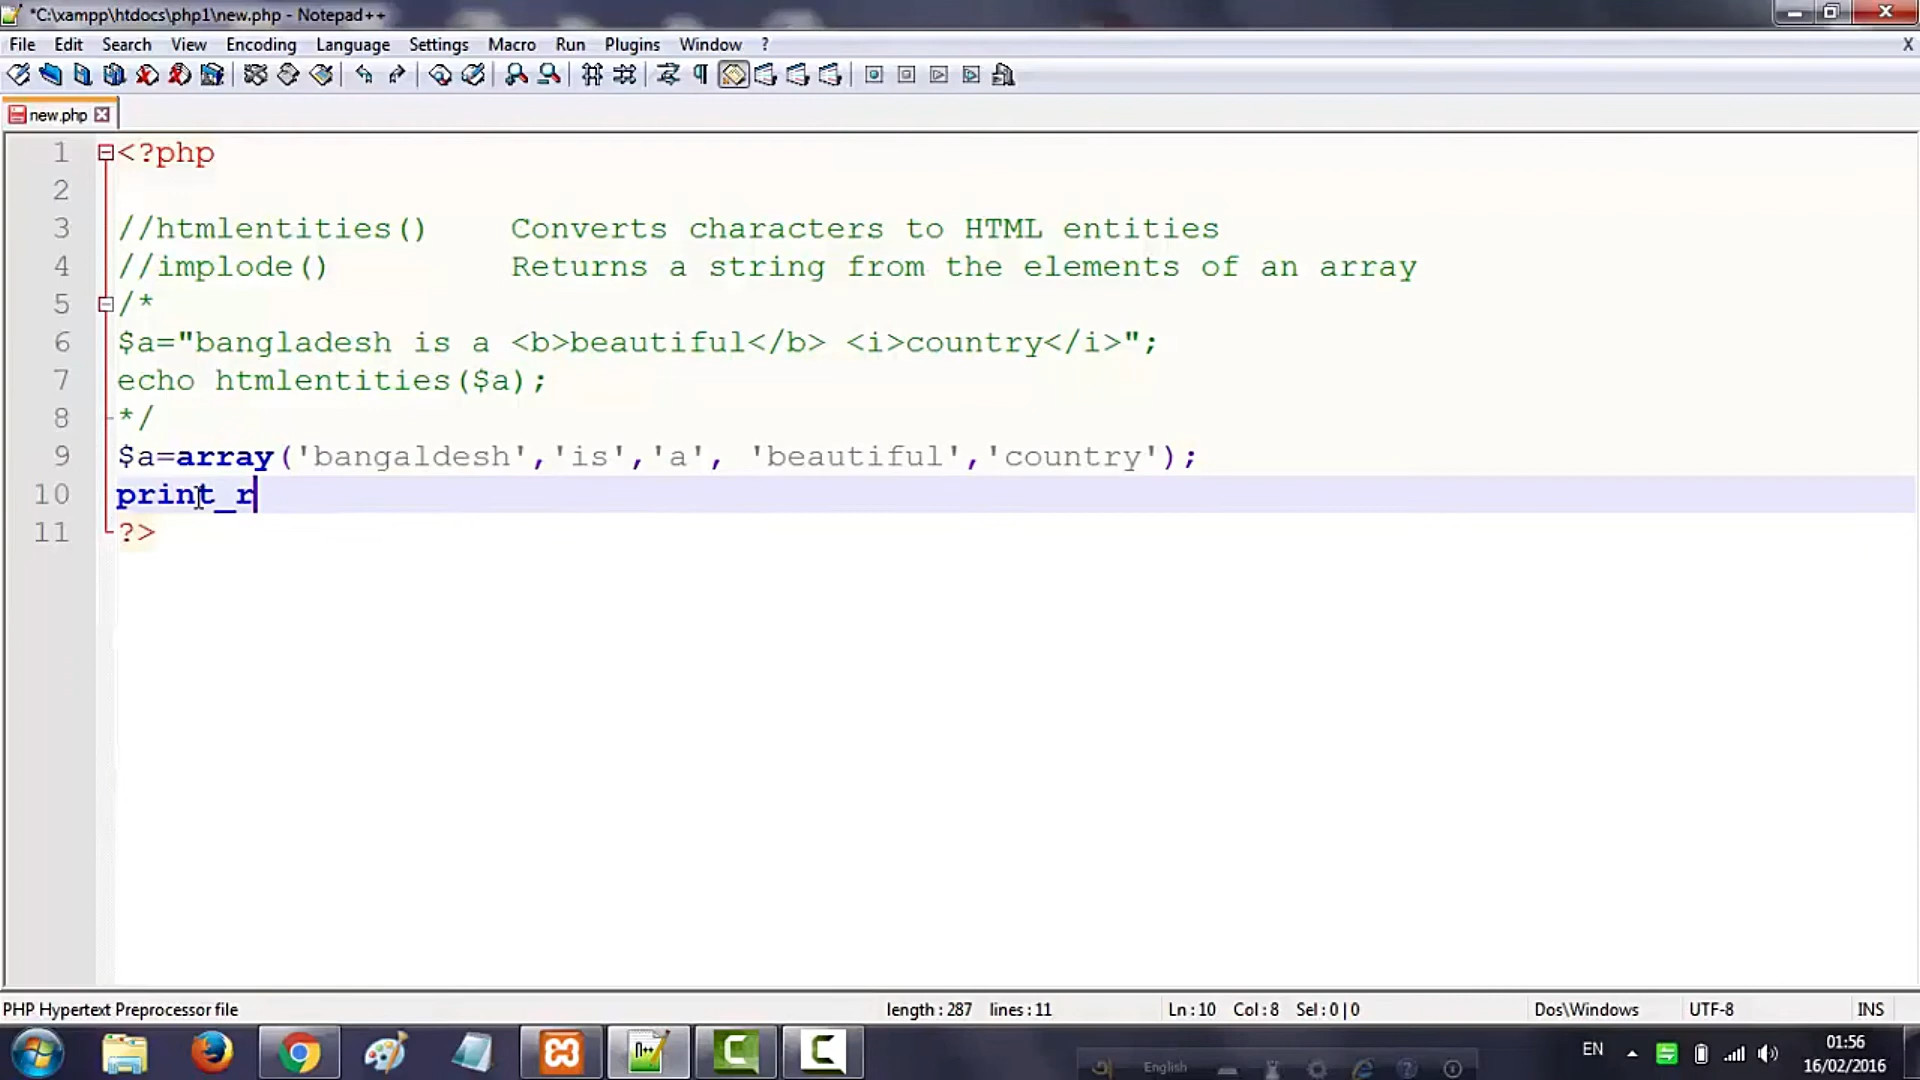 *C:\xampp\htdocs\php1\new.php - Notepad++
File Edit Search View Encoding Language Settings Macro Run Plugins Window ? X
new.php
1 <?php
2
3 //htmlentities() Converts characters to HTML entities
4 //implode() Returns a string from the elements of an array
5 /*
6 $a="bangladesh is a <b>beautiful</b> <i>country</i>";
7 echo htmlentities($a);
8 */
9 $a=array('bangaldesh','is','a', 'beautiful','country');
10 print_r
11 ?>
PHP Hypertext Preprocessor file length : 287 lines : 11 Ln : 10 Col : 8 Sel : 0 | 0 Dos\Windows UTF-8 INS
English EN 01:56
16/02/2016